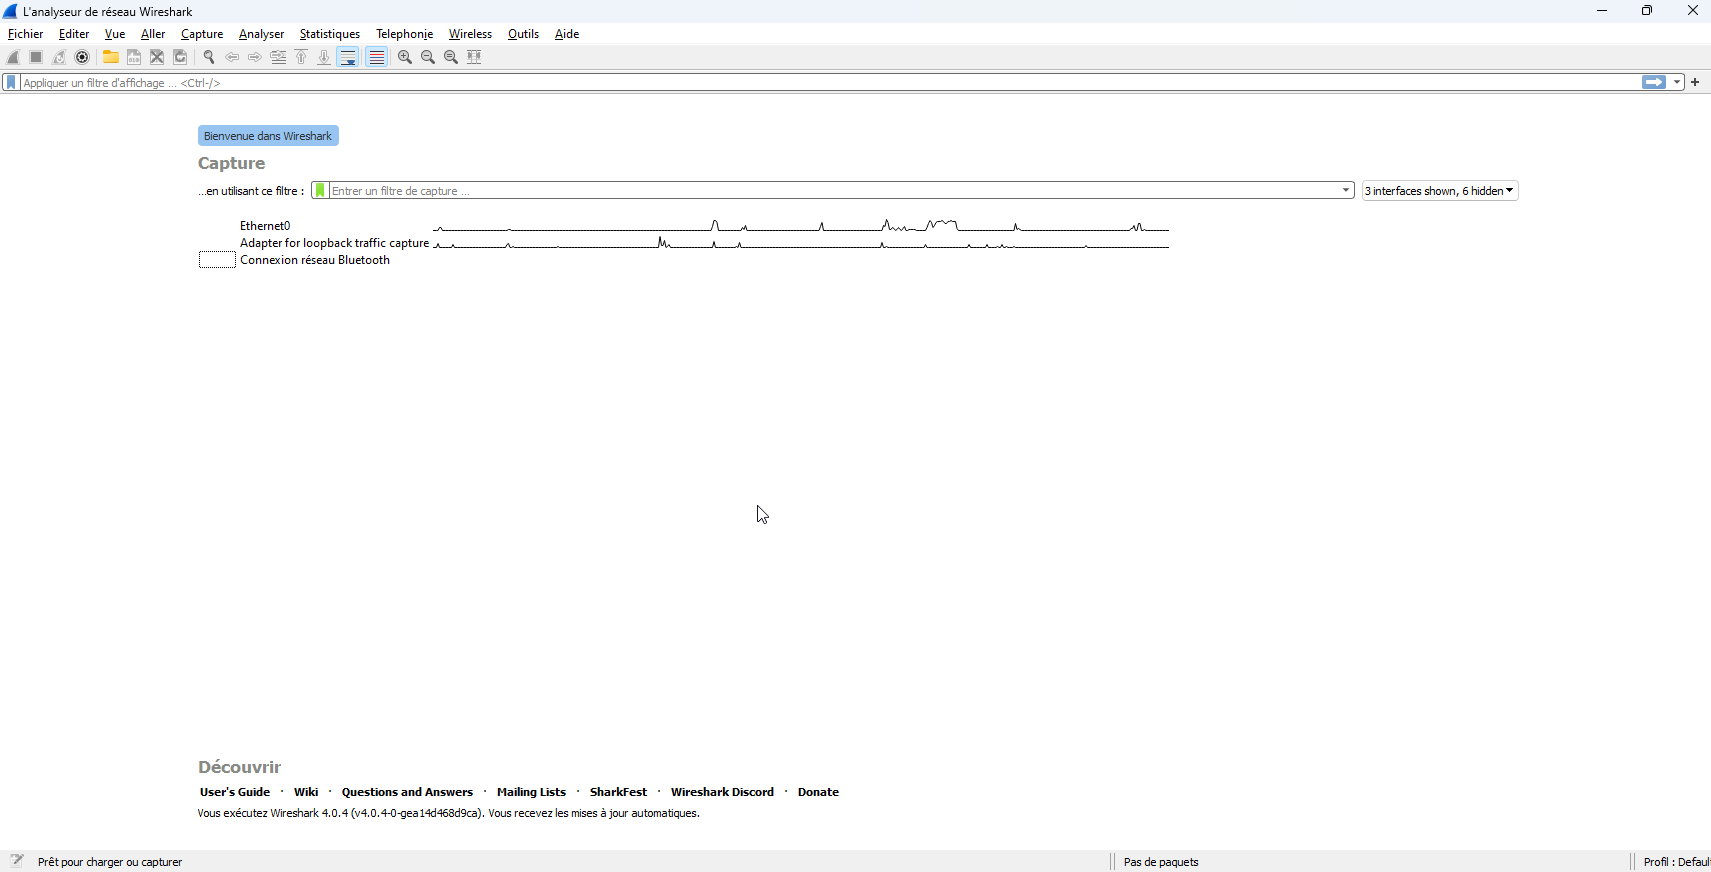 L'analyseur de réseau Wireshark
Fichier Editer Vue Aller Capture Analyser Statistiques Telephonie Wireless Outils Aide
Appliquer un filtre d'affichage ... <Ctrl-/>
Bienvenue dans Wireshark
Capture
...en utilisant ce filtre : Entrer un filtre de capture ... 3 interfaces shown, 6 hidden
Ethernet0
Adapter for loopback traffic capture
Connexion réseau Bluetooth
Découvrir
User's Guide · Wiki · Questions and Answers · Mailing Lists · SharkFest · Wireshark Discord · Donate
Vous exécutez Wireshark 4.0.4 (v4.0.4-0-gea14d468d9ca). Vous recevez les mises à jour automatiques.
Prêt pour charger ou capturer Pas de paquets Profil : Defaul